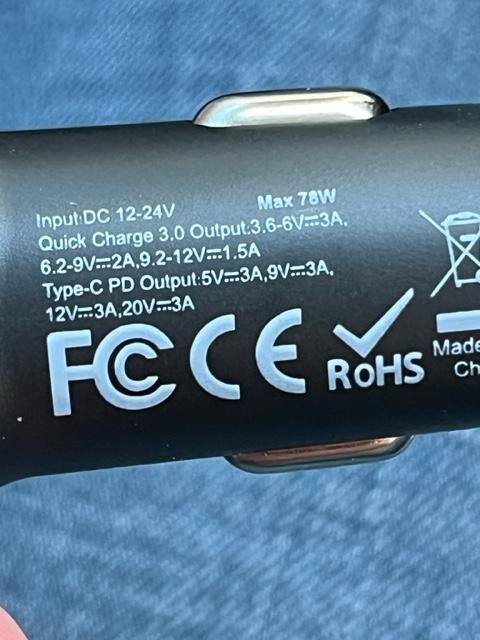 Max 78W
Input:DC 12-24V
Quick Charge 3.0 Output:3.6-6V⎓3A,
6.2-9V⎓2A,9.2-12V⎓1.5A
Type-C PD Output:5V⎓3A,9V⎓3A,
12V⎓3A,20V⎓3A
FC CE RoHS
Made
Ch